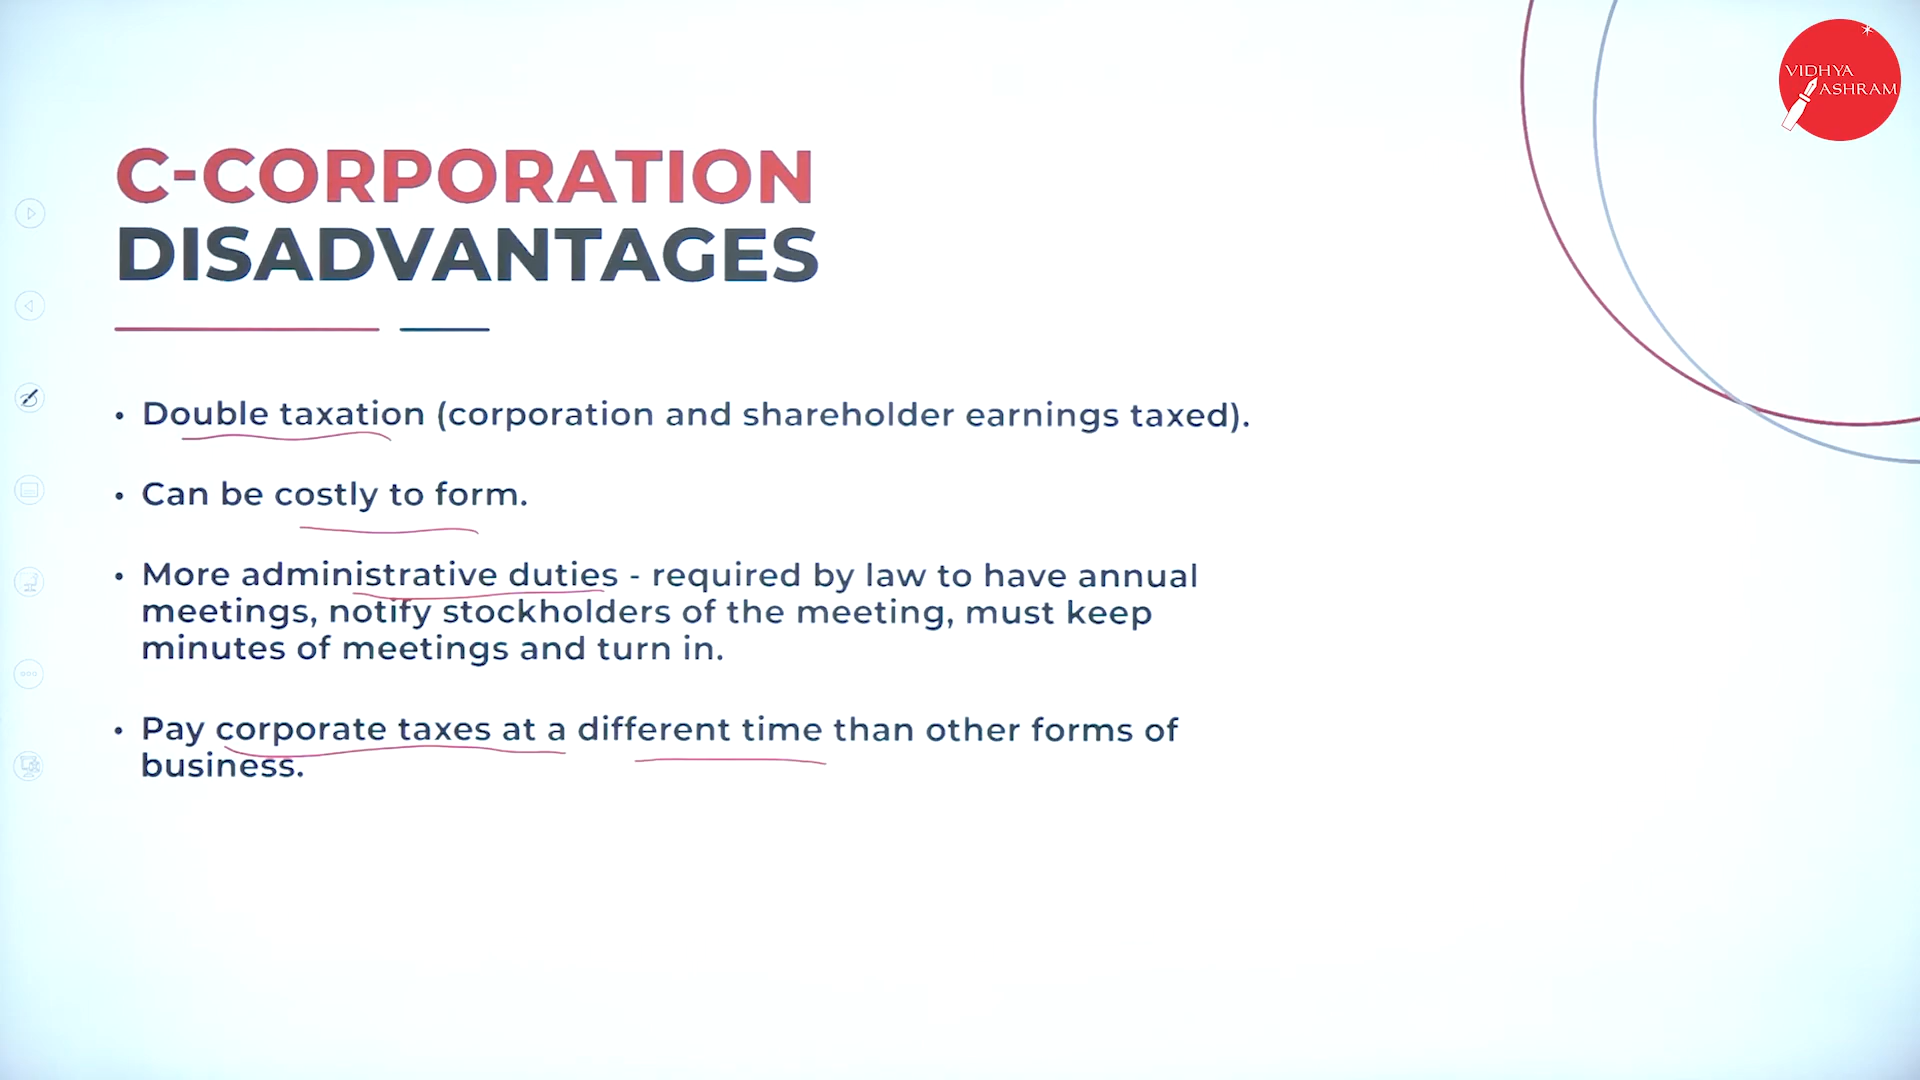 VIDHYA
ASHRAM
C-CORPORATION
DISADVANTAGES
• Double taxation (corporation and shareholder earnings taxed).
• Can be costly to form.
• More administrative duties - required by law to have annual
meetings, notify stockholders of the meeting, must keep
minutes of meetings and turn in.
• Pay corporate taxes at a different time than other forms of
business.